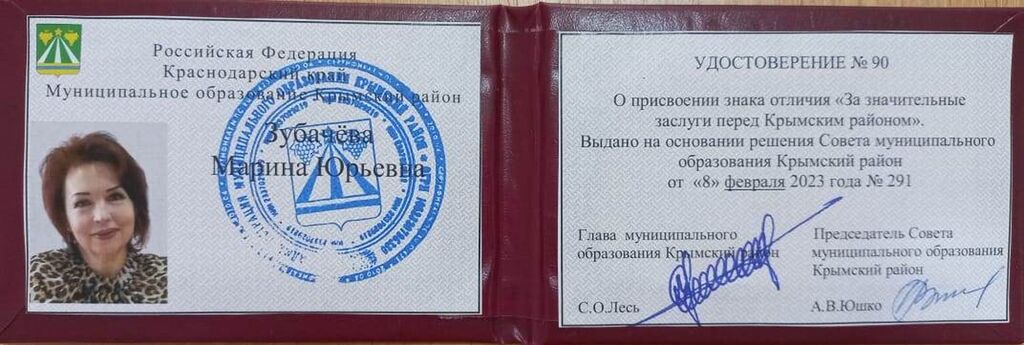 Российская Федерация
Краснодарский край
Муниципальное образование Крымский район
Зубачёва
Марина Юрьевна
УДОСТОВЕРЕНИЕ № 90
О присвоении знака отличия «За значительные
заслуги перед Крымским районом».
Выдано на основании решения Совета муниципального
образования Крымский район
от «8» февраля 2023 года № 291
Глава муниципального
образования Крымский район
С.О.Лесь
Председатель Совета
муниципального образования
Крымский район
А.В.Юшко